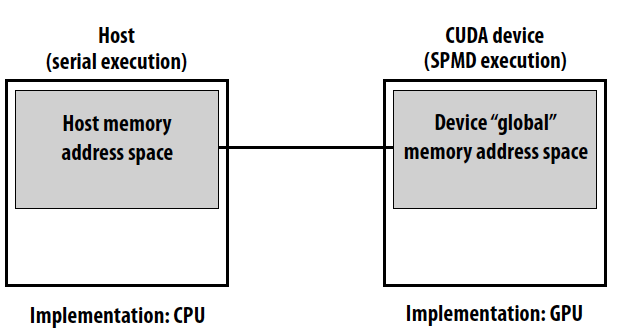 Host
(serial execution)
Host memory
address space
Implementation: CPU
CUDA device
(SPMD execution)
Device “global”
memory address space
Implementation: GPU